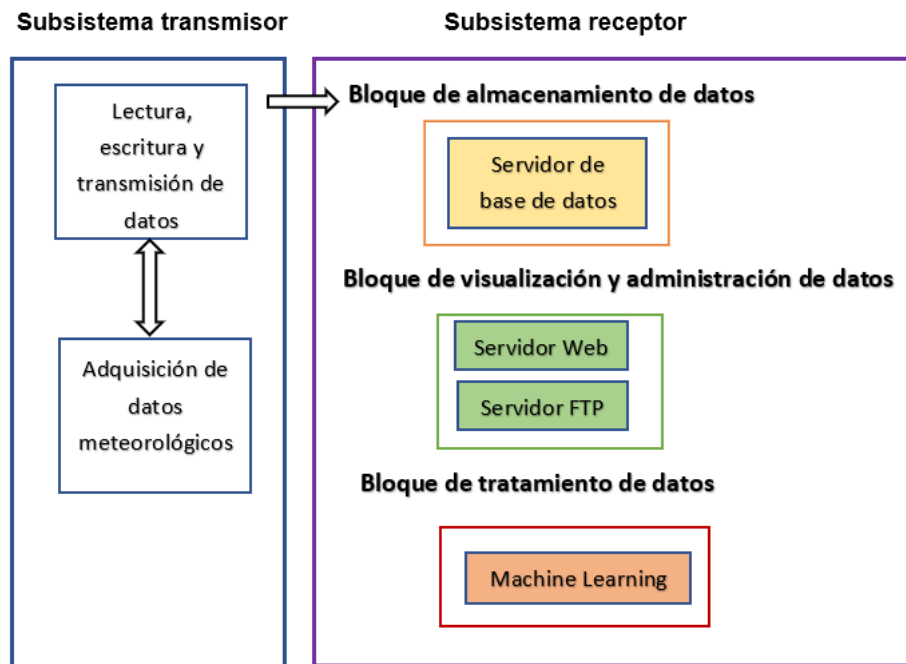 Subsistema transmisor
Subsistema receptor
Lectura,
escritura y
transmisión de
datos
Adquisición de
datos
meteorológicos
Bloque de almacenamiento de datos
Servidor de
base de datos
Bloque de visualización y administración de datos
Servidor Web
Servidor FTP
Bloque de tratamiento de datos
Machine Learning